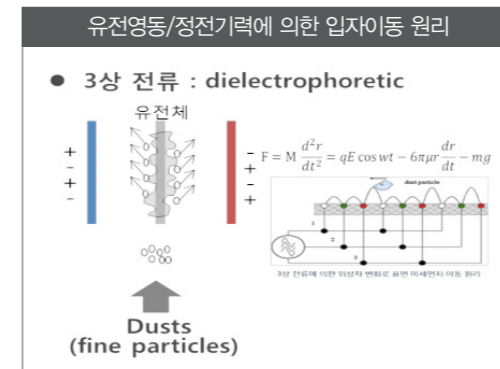 유전영동/정전기력에 의한 입자이동 원리
● 3상 전류 : dielectrophoretic
유전체
+ -
- +
+ -
- +
F = M d²r/dt² = qE cos wt − 6πμr dr/dt − mg
dust particle
1
2
3
3상 전류에 의한 위상차 변화로 표면 미세먼지 이동 원리
Dusts
(fine particles)